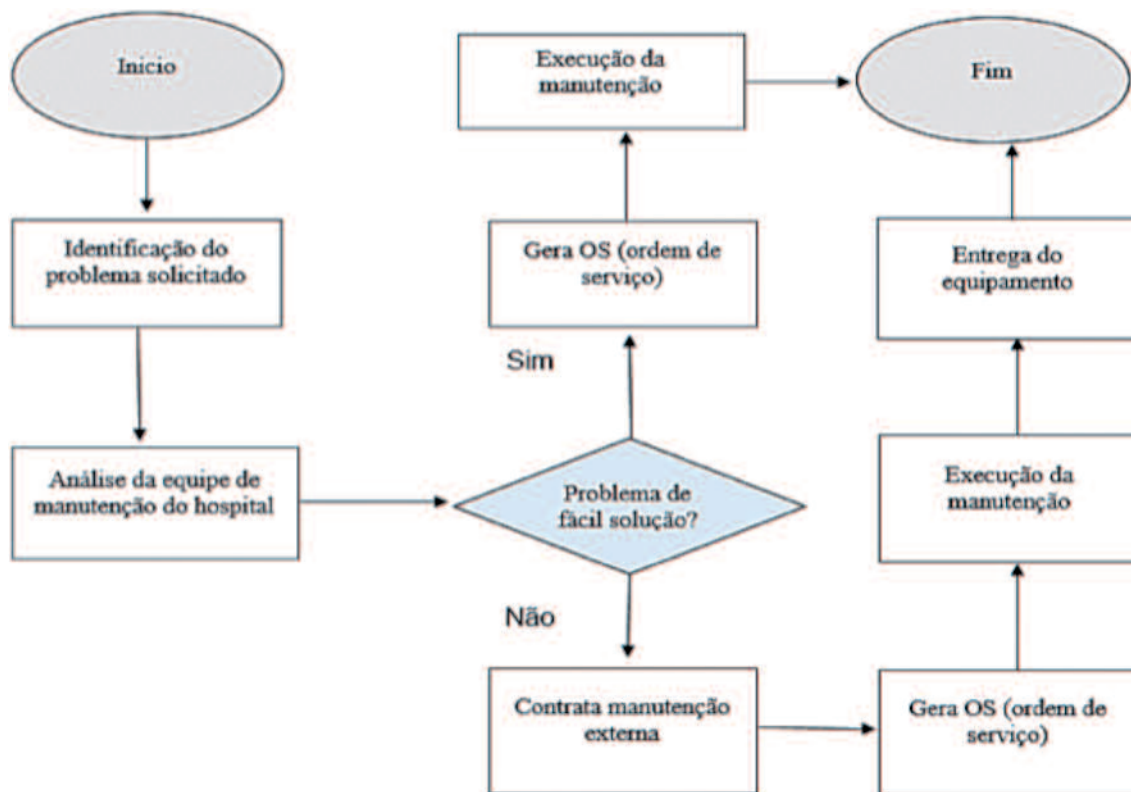 Inicio
Identificação do
problema solicitado
Análise da equipe de
manutenção do hospital
Problema de
fàcil solução?
Sim
Gera OS (ordem de
serviço)
Execução da
manutenção
Fim
Não
Contrata manutenção
externa
Gera OS (ordem de
serviço)
Execução da
manutenção
Entrega do
equipamento